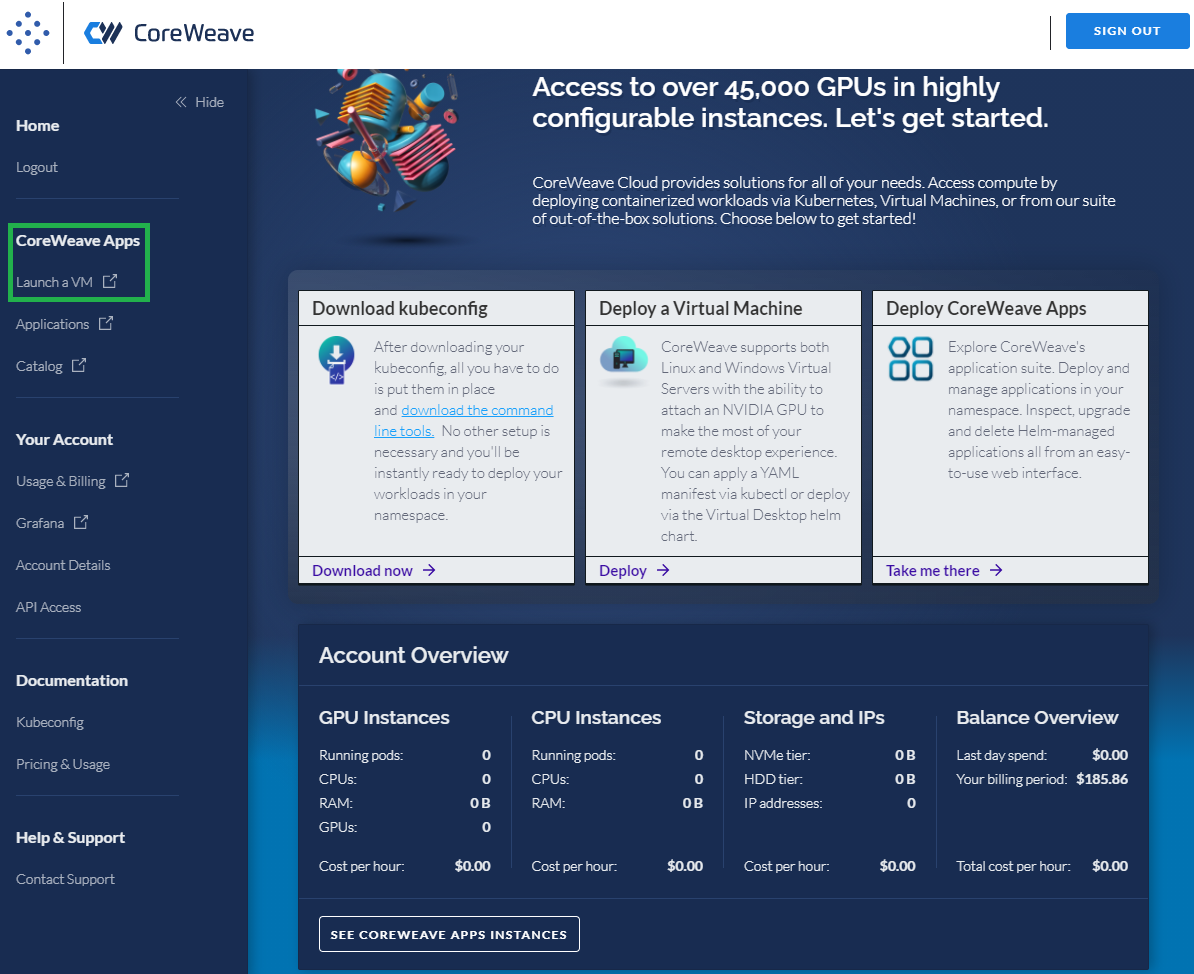 CoreWeave
SIGN OUT
Hide
Home
Logout
CoreWeave Apps
Launch a VM
Applications
Catalog
Your Account
Usage & Billing
Grafana
Account Details
API Access
Documentation
Kubeconfig
Pricing & Usage
Help & Support
Contact Support
Access to over 45,000 GPUs in highly
configurable instances. Let's get started.
CoreWeave Cloud provides solutions for all of your needs. Access compute by
deploying containerized workloads via Kubernetes, Virtual Machines, or from our suite
of out-of-the-box solutions. Choose below to get started!
Download kubeconfig
After downloading your
kubeconfig, all you have to do
is put them in place
and download the command
line tools. No other setup is
necessary and you'll be
instantly ready to deploy your
workloads in your
namespace.
Download now
Deploy a Virtual Machine
CoreWeave supports both
Linux and Windows Virtual
Servers with the ability to
attach an NVIDIA GPU to
make the most of your
remote desktop experience.
You can apply a YAML
manifest via kubectl or deploy
via the Virtual Desktop helm
chart.
Deploy
Deploy CoreWeave Apps
Explore CoreWeave's
application suite. Deploy and
manage applications in your
namespace. Inspect, upgrade
and delete Helm-managed
applications all from an easy-
to-use web interface.
Take me there
Account Overview
GPU Instances
Running pods: 0
CPUs: 0
RAM: 0 B
GPUs: 0
Cost per hour: $0.00
CPU Instances
Running pods: 0
CPUs: 0
RAM: 0 B
Cost per hour: $0.00
Storage and IPs
NVMe tier: 0 B
HDD tier: 0 B
IP addresses: 0
Cost per hour: $0.00
Balance Overview
Last day spend: $0.00
Your billing period: $185.86
Total cost per hour: $0.00
SEE COREWEAVE APPS INSTANCES